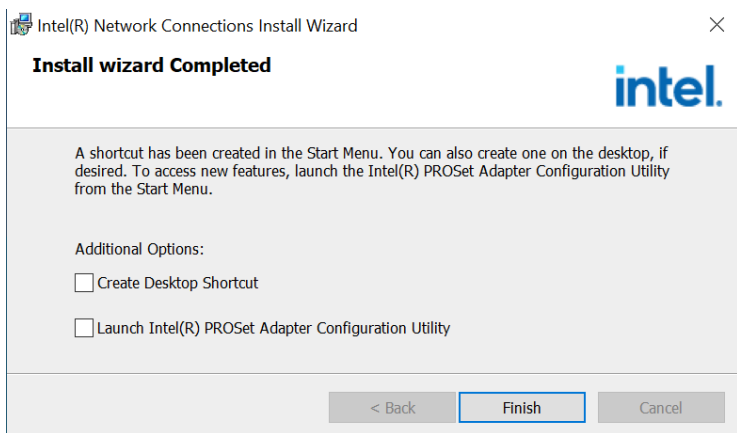 Intel(R) Network Connections Install Wizard
Install wizard Completed
intel.
A shortcut has been created in the Start Menu. You can also create one on the desktop, if
desired. To access new features, launch the Intel(R) PROSet Adapter Configuration Utility
from the Start Menu.
Additional Options:
Create Desktop Shortcut
Launch Intel(R) PROSet Adapter Configuration Utility
< Back
Finish
Cancel